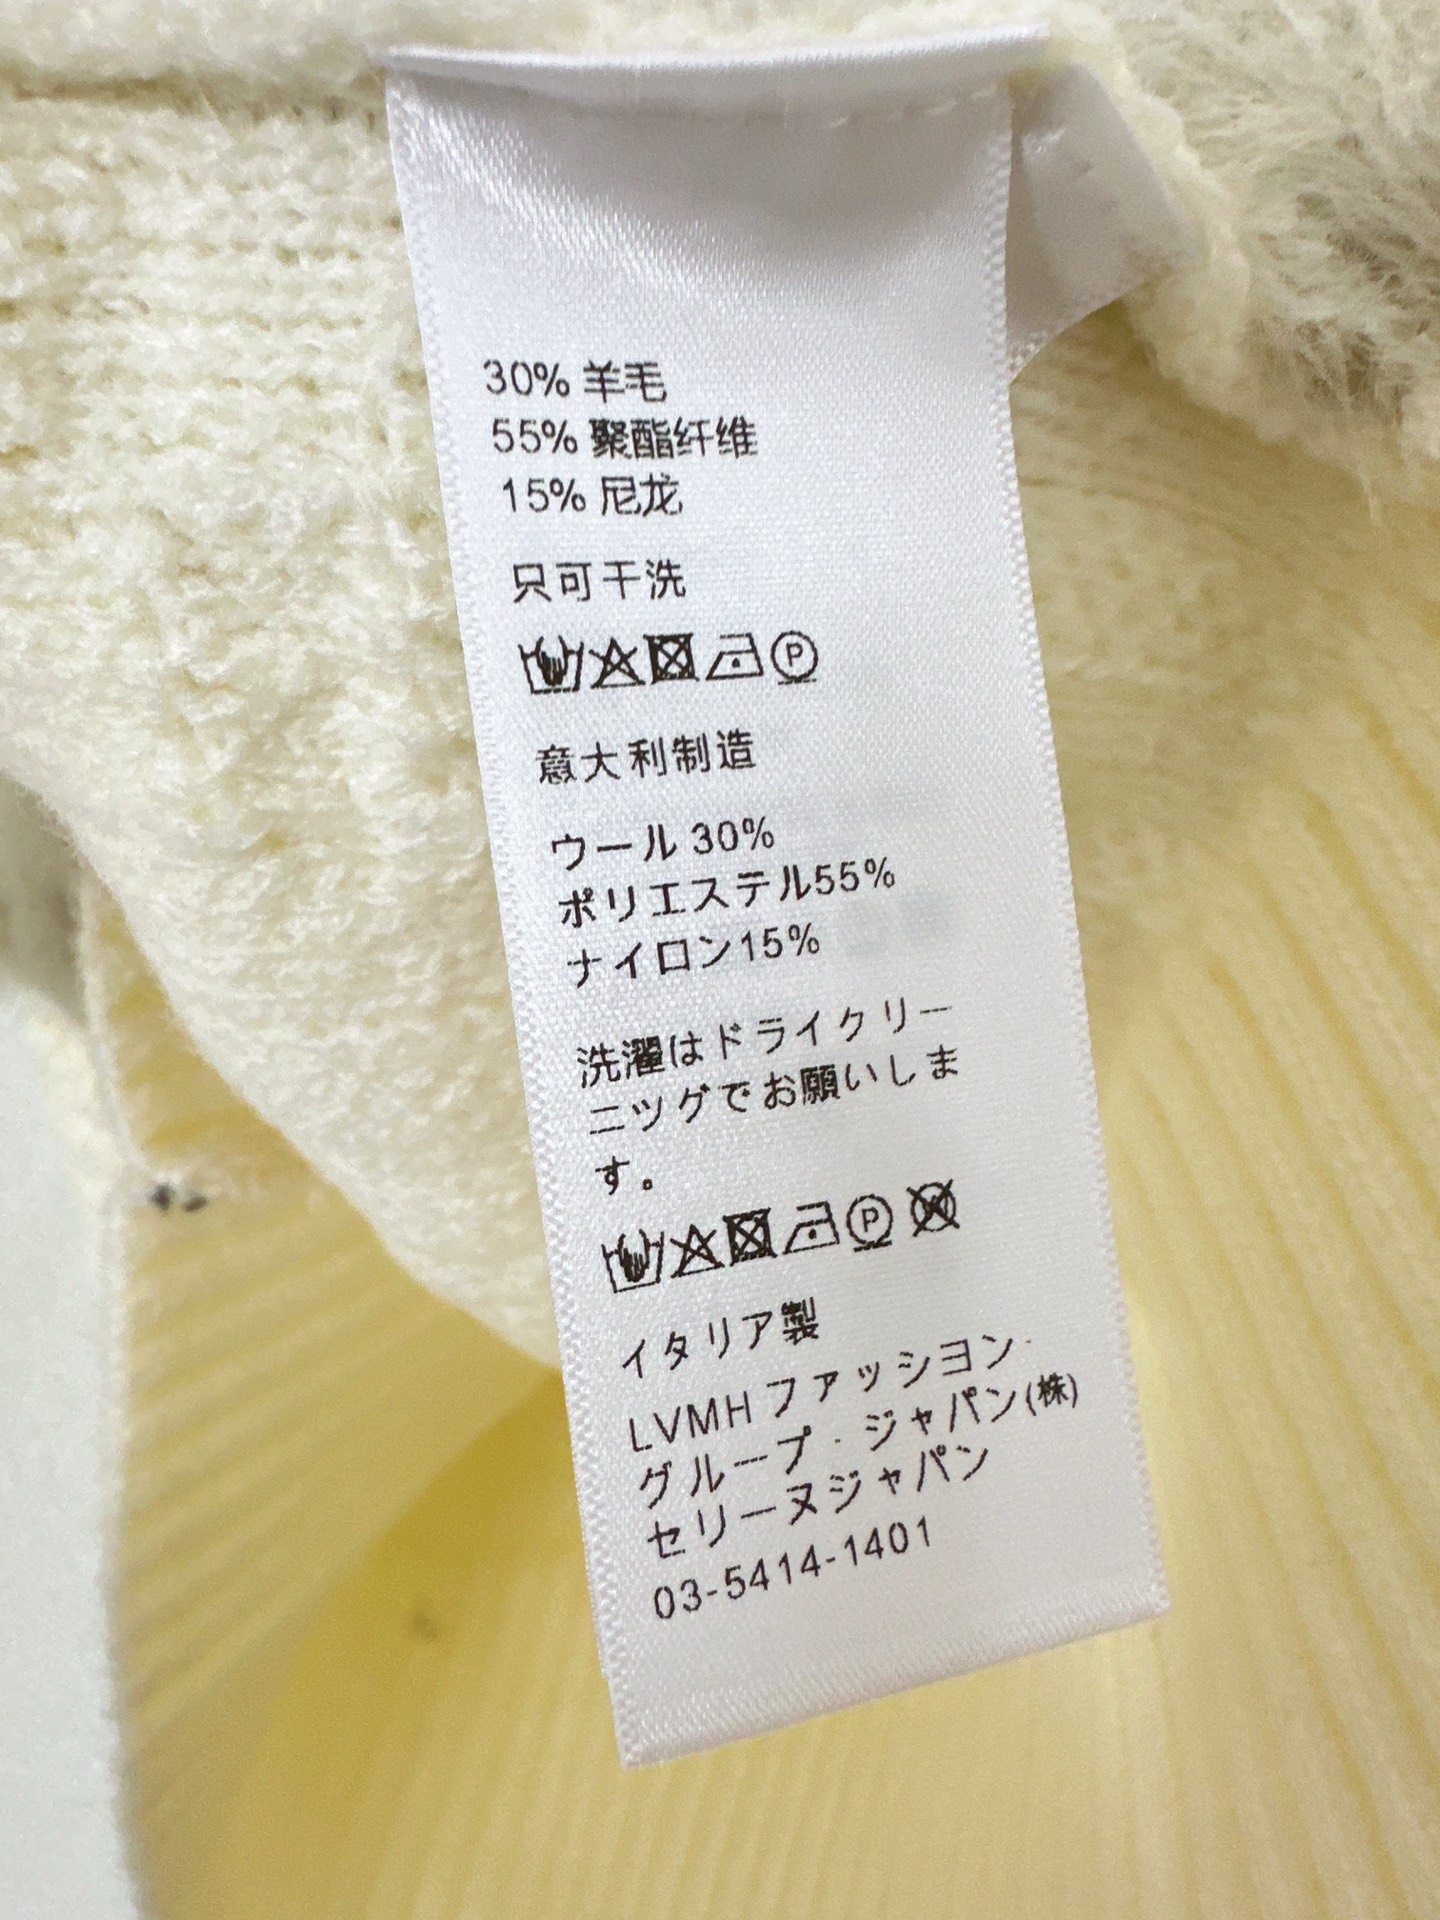 30% 羊毛
55% 聚酯纤维
15% 尼龙
只可干洗
P
意大利制造
ウール 30%
ポリエステル55%
ナイロン15%
洗濯はドライクリー
ニツグでお願いしま
す。
P W
イタリア製
LVMH ファッシヨン·
グループ · ジャパン(株)
セリーヌジャパン
03-5414-1401